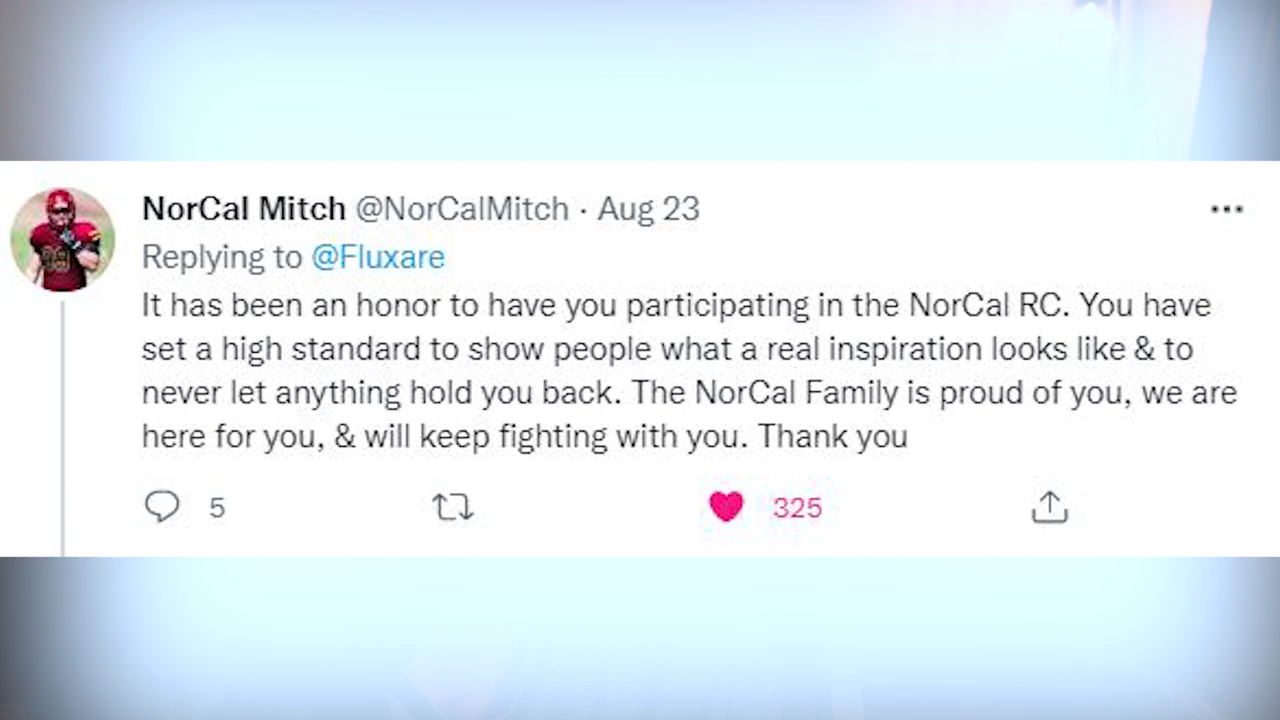 NorCal Mitch @NorCalMitch · Aug 23
Replying to @Fluxare
It has been an honor to have you participating in the NorCal RC. You have
set a high standard to show people what a real inspiration looks like & to
never let anything hold you back. The NorCal Family is proud of you, we are
here for you, & will keep fighting with you. Thank you
5 325